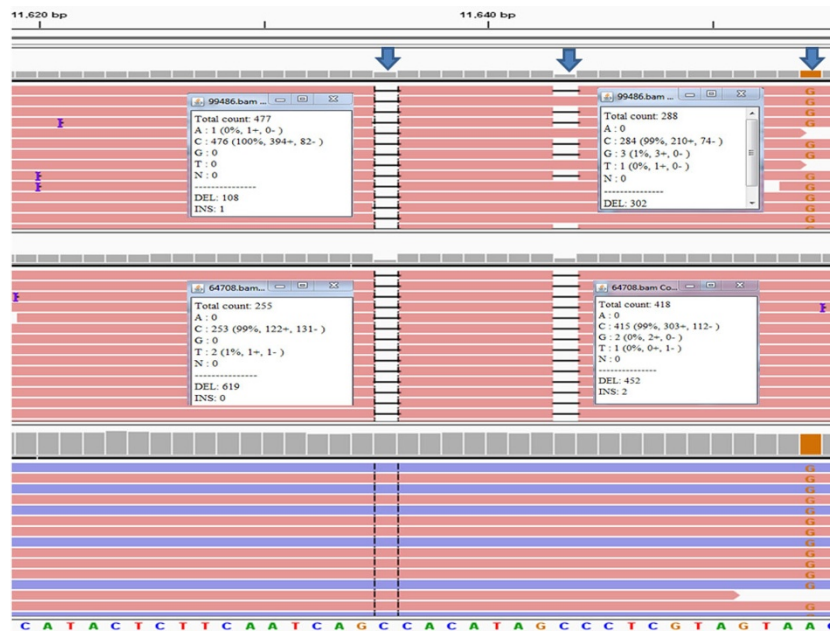 11,620 bp
11,640 bp
99486.bam ...
Total count: 477
A : 1 (0%, 1+, 0- )
C : 476 (100%, 394+, 82- )
G : 0
T : 0
N : 0
---------------
DEL: 108
INS: 1
99486.bam ...
Total count: 288
A : 0
C : 284 (99%, 210+, 74- )
G : 3 (1%, 3+, 0- )
T : 1 (0%, 1+, 0- )
N : 0
---------------
DEL: 302
G
G
G
G
G
G
G
G
G
G
G
64708.bam...
Total count: 255
A : 0
C : 253 (99%, 122+, 131- )
G : 0
T : 2 (1%, 1+, 1- )
N : 0
---------------
DEL: 619
INS: 0
64708.bam Co...
Total count: 418
A : 0
C : 415 (99%, 303+, 112- )
G : 2 (0%, 2+, 0- )
T : 1 (0%, 0+, 1- )
N : 0
---------------
DEL: 452
INS: 2
G
G
G
G
G
G
G
G
G
G
G
G
G
C A T A C T C T T C A A T C A G C C A C A T A G C C C T C G T A G T A A